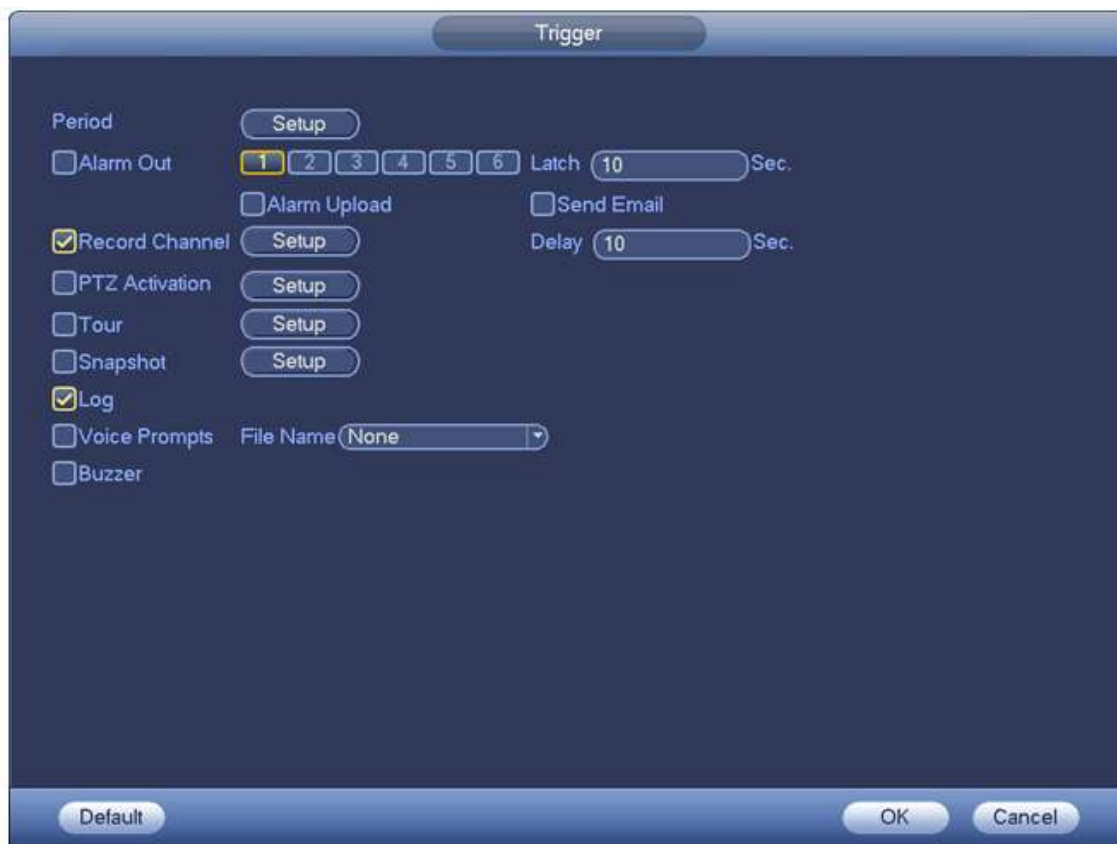 Trigger
Period Setup
Alarm Out 1 2 3 4 5 6 Latch 10 Sec.
Alarm Upload Send Email
Record Channel Setup Delay 10 Sec.
PTZ Activation Setup
Tour Setup
Snapshot Setup
Log
Voice Prompts File Name None
Buzzer
Default OK Cancel